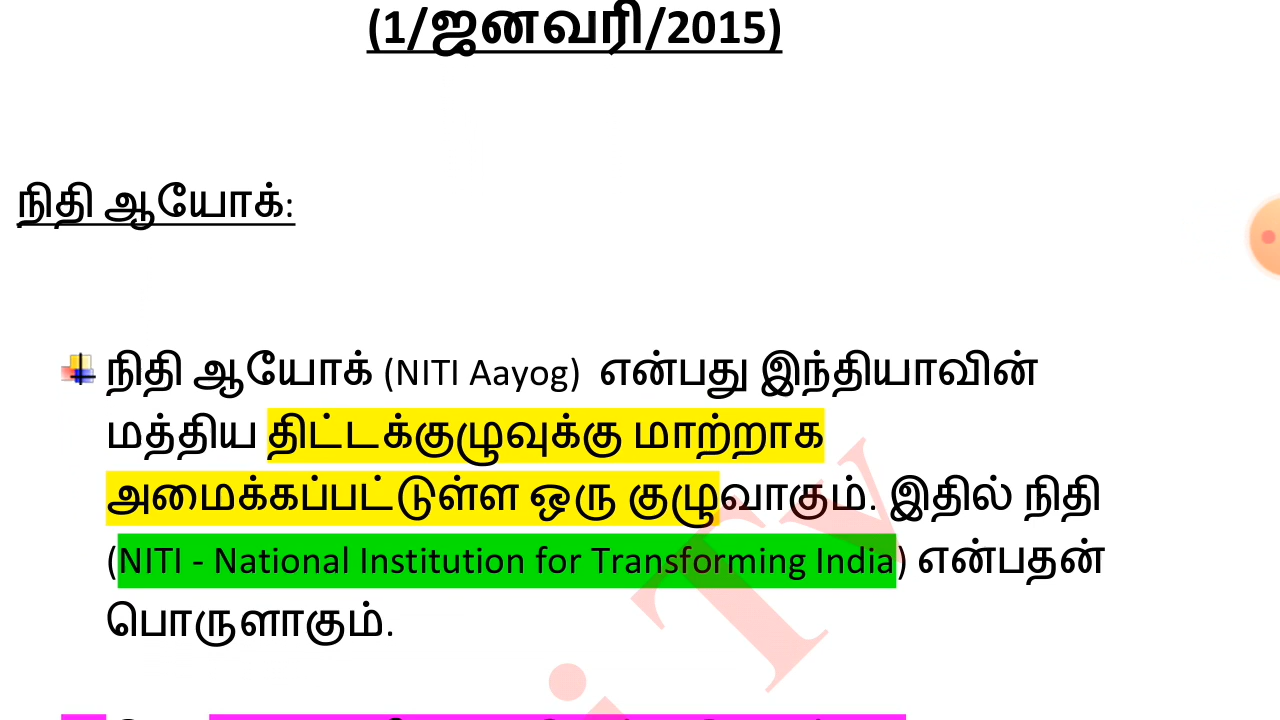 (1/ஜனவரி/2015)
நிதி ஆயோக்:
நிதி ஆயோக் (NITI Aayog) என்பது இந்தியாவின்
மத்திய திட்டக்குழுவுக்கு மாற்றாக
அமைக்கப்பட்டுள்ள ஒரு குழுவாகும். இதில் நிதி
(NITI - National Institution for Transforming India) என்பதன்
பொருளாகும்.